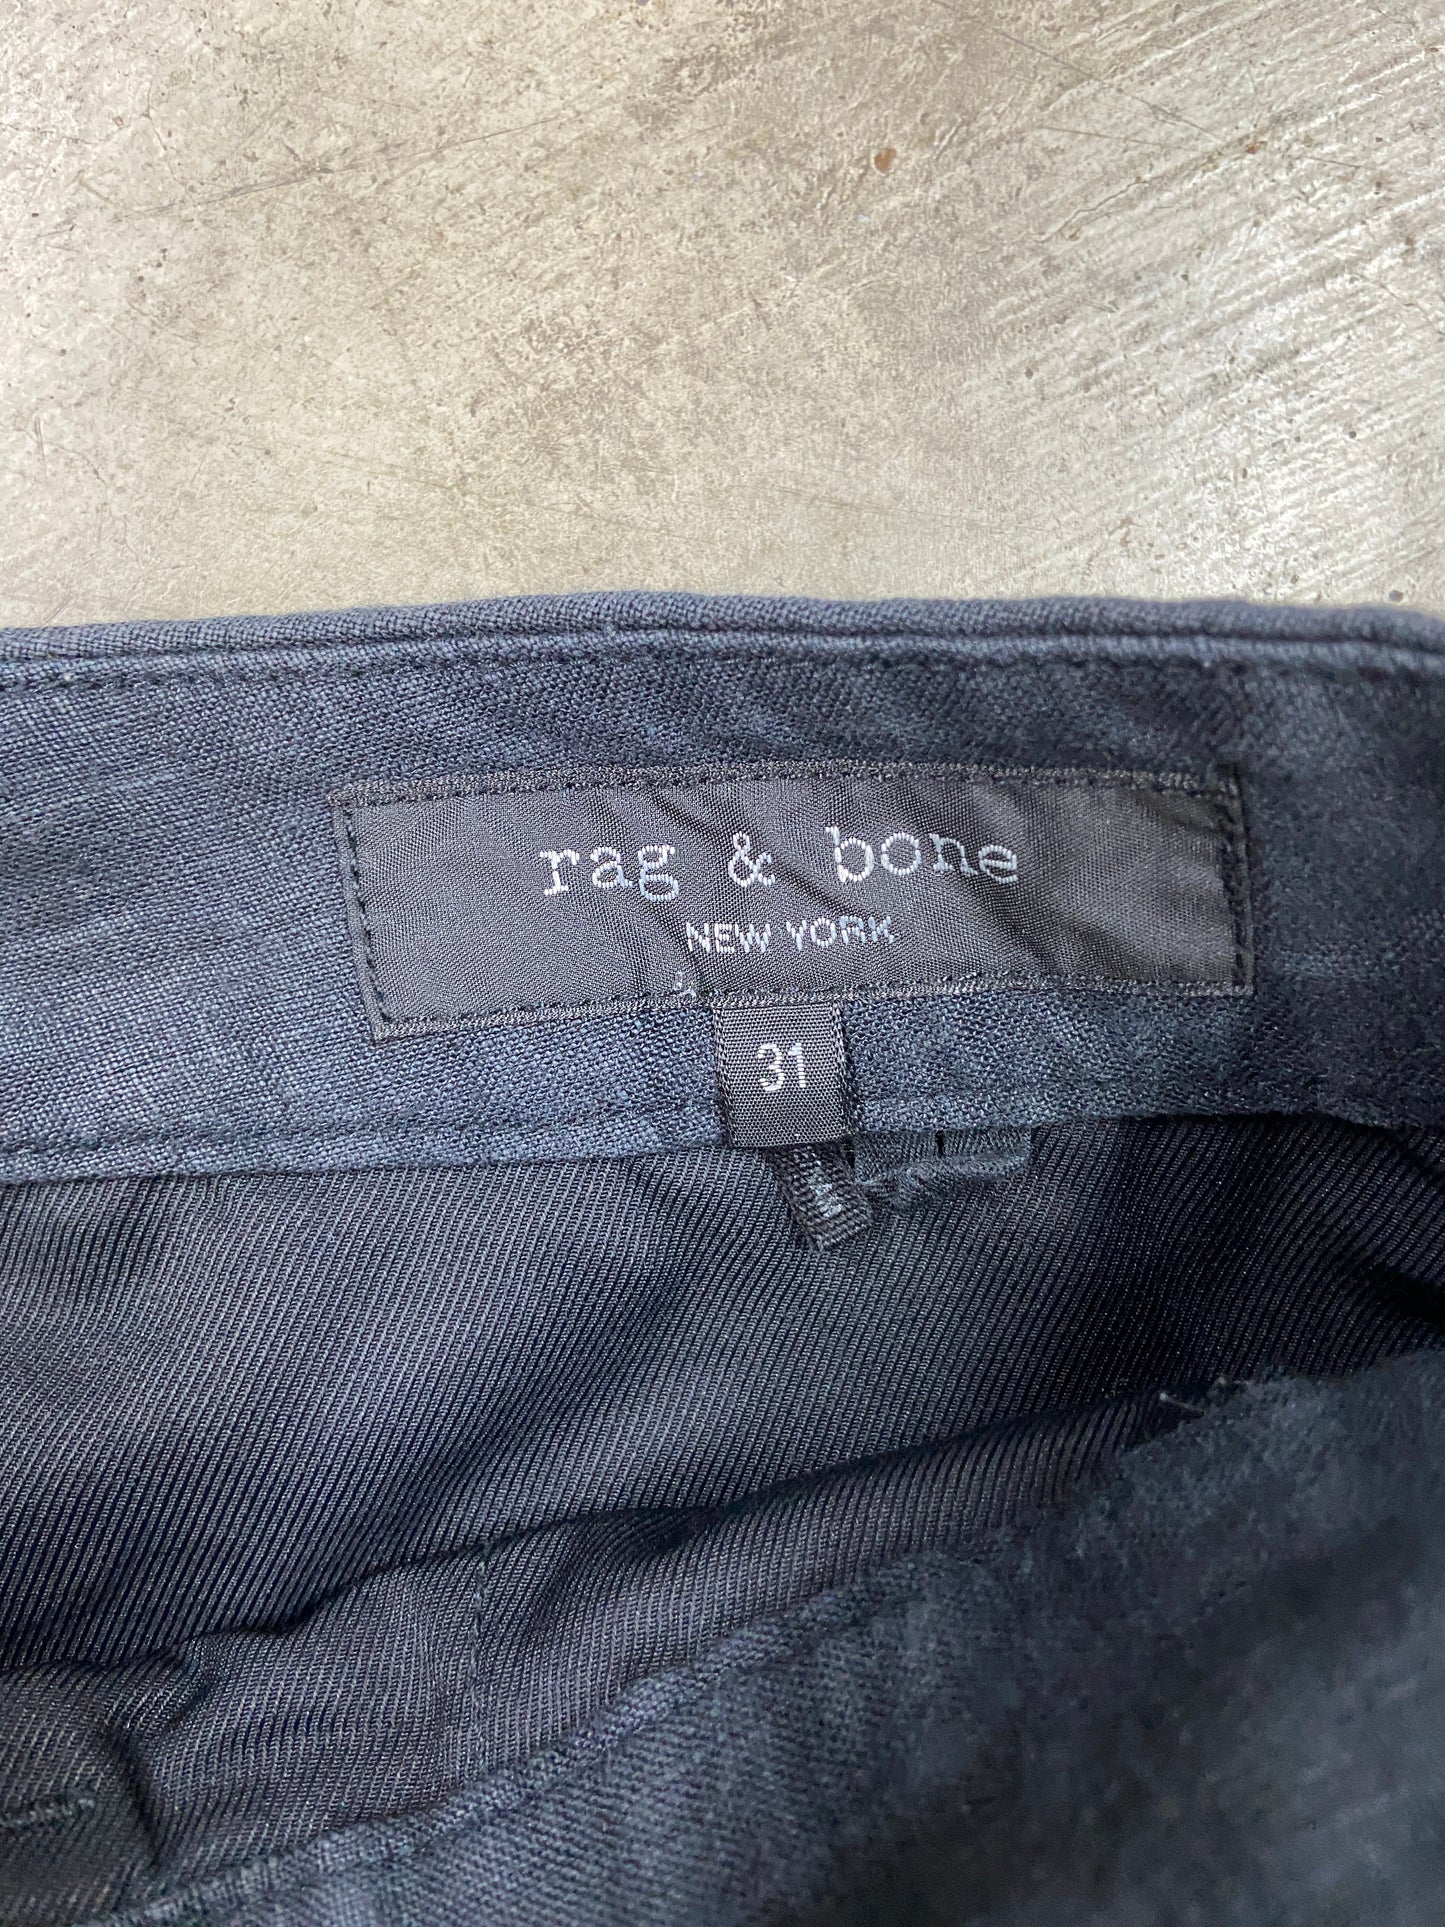 rag & bone
NEW YORK
31